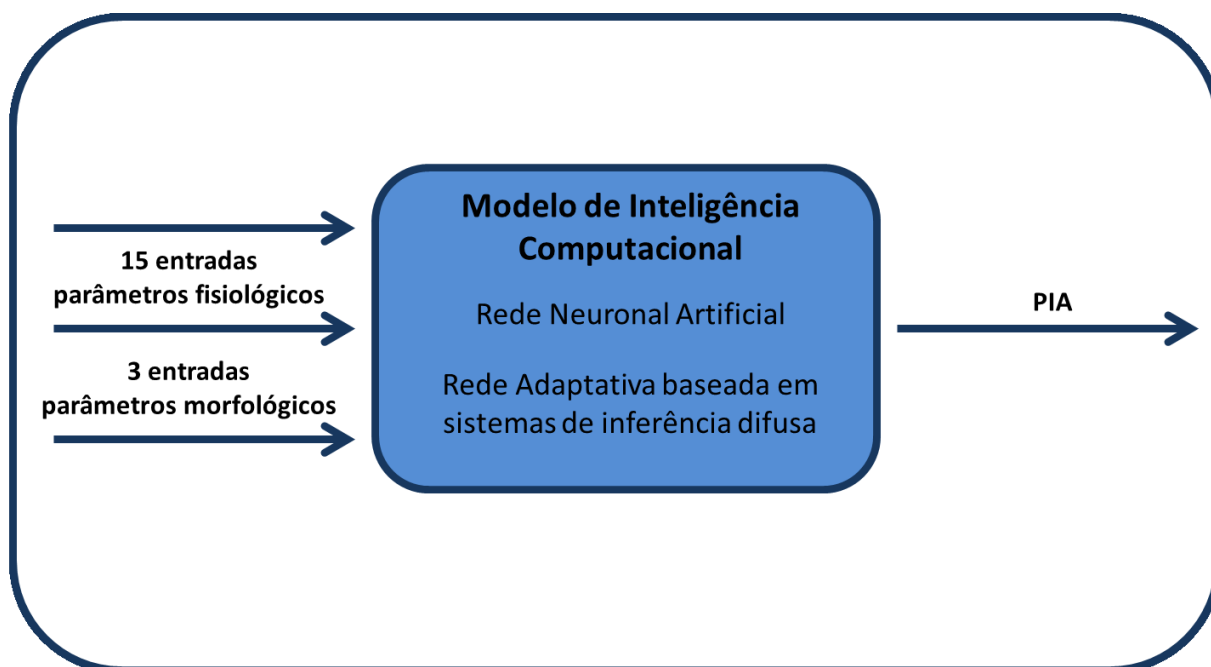 15 entradas
parâmetros fisiológicos
3 entradas
parâmetros morfológicos
Modelo de Inteligência
Computacional
Rede Neuronal Artificial
Rede Adaptativa baseada em
sistemas de inferência difusa
PIA